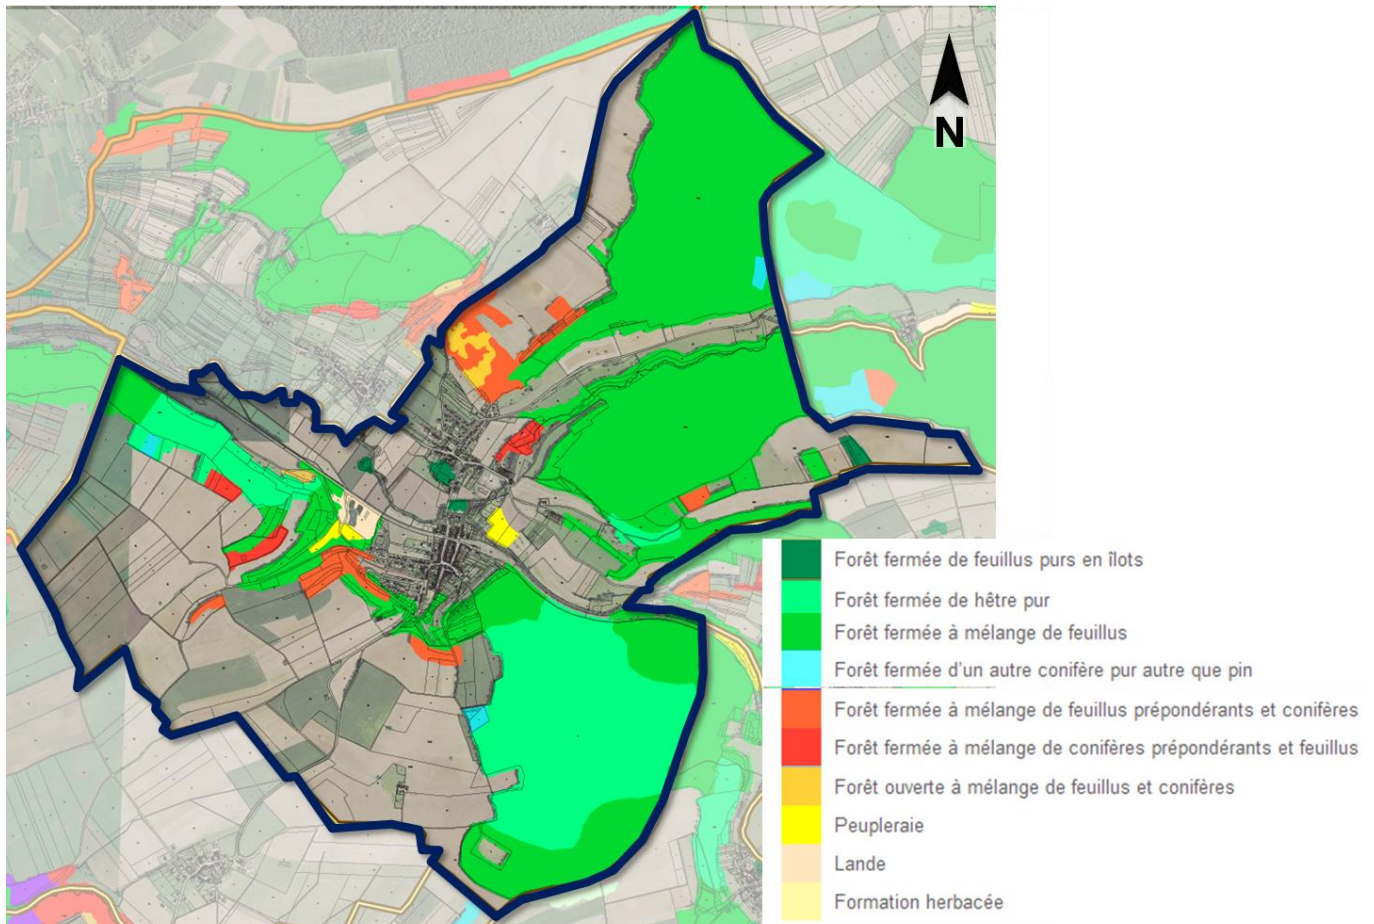 N
Forêt fermée de feuillus purs en îlots
Forêt fermée de hêtre pur
Forêt fermée à mélange de feuillus
Forêt fermée d'un autre conifère pur autre que pin
Forêt fermée à mélange de feuillus prépondérants et conifères
Forêt fermée à mélange de conifères prépondérants et feuillus
Forêt ouverte à mélange de feuillus et conifères
Peupleraie
Lande
Formation herbacée